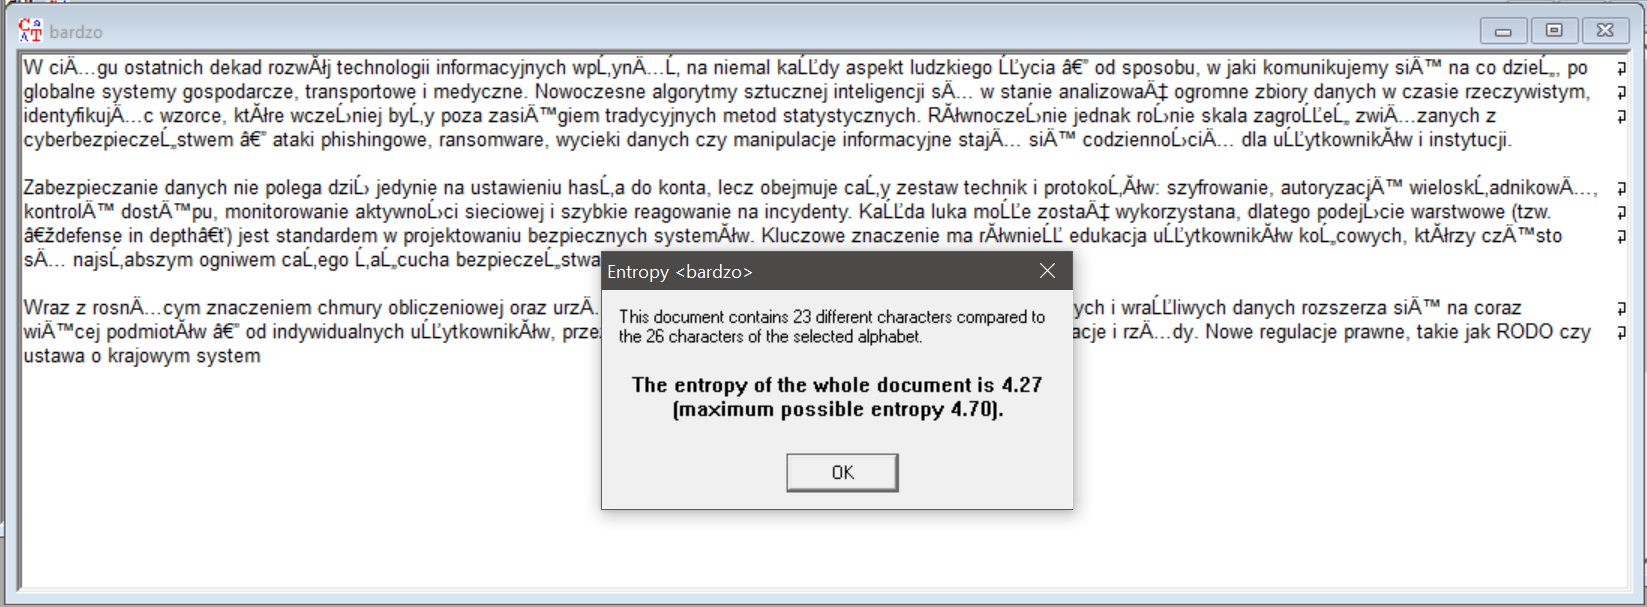 bardzo
W ciÄ…gu ostatnich dekad rozwĂłj technologii informacyjnych wpĹ‚ynÄ…Ĺ‚ na niemal kaĹĽdy aspekt ludzkiego ĹĽycia â€” od sposobu, w jaki komunikujemy siÄ™ na co dzieĹ„, po
globalne systemy gospodarcze, transportowe i medyczne. Nowoczesne algorytmy sztucznej inteligencji sÄ… w stanie analizowaÄ‡ ogromne zbiory danych w czasie rzeczywistym,
identyfikujÄ…c wzorce, ktĂłre wczeĹ›niej byĹ‚y poza zasiÄ™giem tradycyjnych metod statystycznych. RĂłwnoczeĹ›nie jednak roĹ›nie skala zagroĹĽeĹ„ zwiÄ…zanych z
cyberbezpieczeĹ„stwem â€” ataki phishingowe, ransomware, wycieki danych czy manipulacje informacyjne stajÄ… siÄ™ codziennoĹ›ciÄ… dla uĹĽytkownikĂłw i instytucji.
Zabezpieczanie danych nie polega dziĹ› jedynie na ustawieniu hasĹ‚a do konta, lecz obejmuje caĹ‚y zestaw technik i protokoĹ‚Ăłw: szyfrowanie, autoryzacjÄ™ wieloskĹ‚adnikowÄ…,
kontrolÄ™ dostÄ™pu, monitorowanie aktywnoĹ›ci sieciowej i szybkie reagowanie na incydenty. KaĹĽda luka moĹĽe zostaÄ‡ wykorzystana, dlatego podejĹ›cie warstwowe (tzw.
â€ždefense in depthâ€ť) jest standardem w projektowaniu bezpiecznych systemĂłw. Kluczowe znaczenie ma rĂłwnieĹĽ edukacja uĹĽytkownikĂłw koĹ„cowych, ktĂłrzy czÄ™sto
sÄ… najsĹ‚abszym ogniwem caĹ‚ego Ĺ‚aĹ„cucha bezpieczeĹ„stwa
Wraz z rosnÄ…cym znaczeniem chmury obliczeniowej oraz urzÄ…
ych i wraĹĽliwych danych rozszerza siÄ™ na coraz
wiÄ™cej podmiotĂłw â€” od indywidualnych uĹĽytkownikĂłw,
acje i rzÄ…dy. Nowe regulacje prawne, takie jak RODO czy
ustawa o krajowym system
Entropy <bardzo>
This document contains 23 different characters compared to
the 26 characters of the selected alphabet.
The entropy of the whole document is 4.27
(maximum possible entropy 4.70).
OK